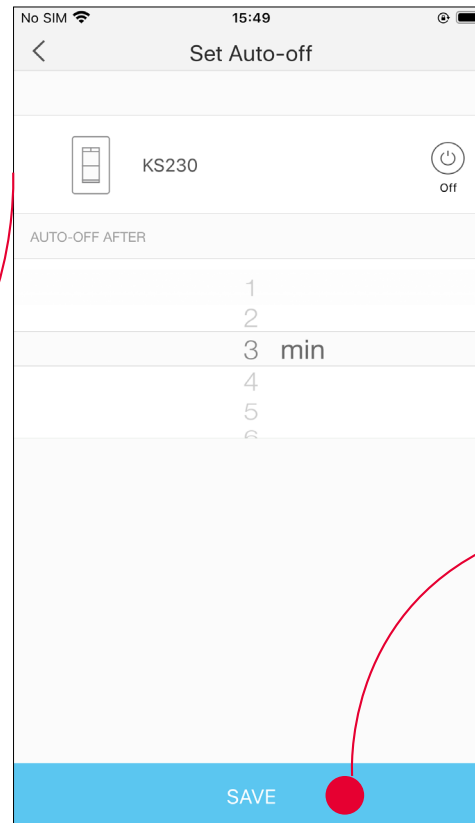 No SIM 15:49
Set Auto-off
KS230
Off
AUTO-OFF AFTER
1
2
3 min
4
5
6
SAVE